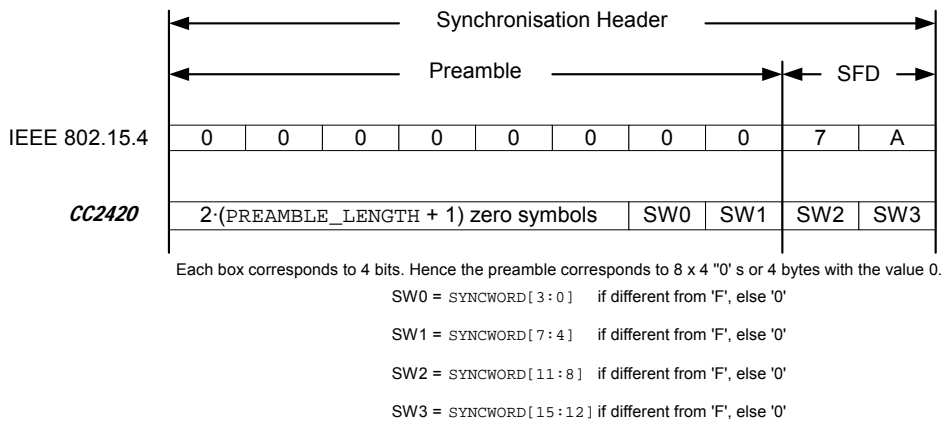 Synchronisation Header
Preamble
SFD
IEEE 802.15.4 0 0 0 0 0 0 0 0 7 A
CC2420 2·(PREAMBLE_LENGTH + 1) zero symbols SW0 SW1 SW2 SW3
Each box corresponds to 4 bits. Hence the preamble corresponds to 8 x 4 "0' s or 4 bytes with the value 0.
SW0 = SYNCWORD[3:0] if different from 'F', else '0'
SW1 = SYNCWORD[7:4] if different from 'F', else '0'
SW2 = SYNCWORD[11:8] if different from 'F', else '0'
SW3 = SYNCWORD[15:12] if different from 'F', else '0'